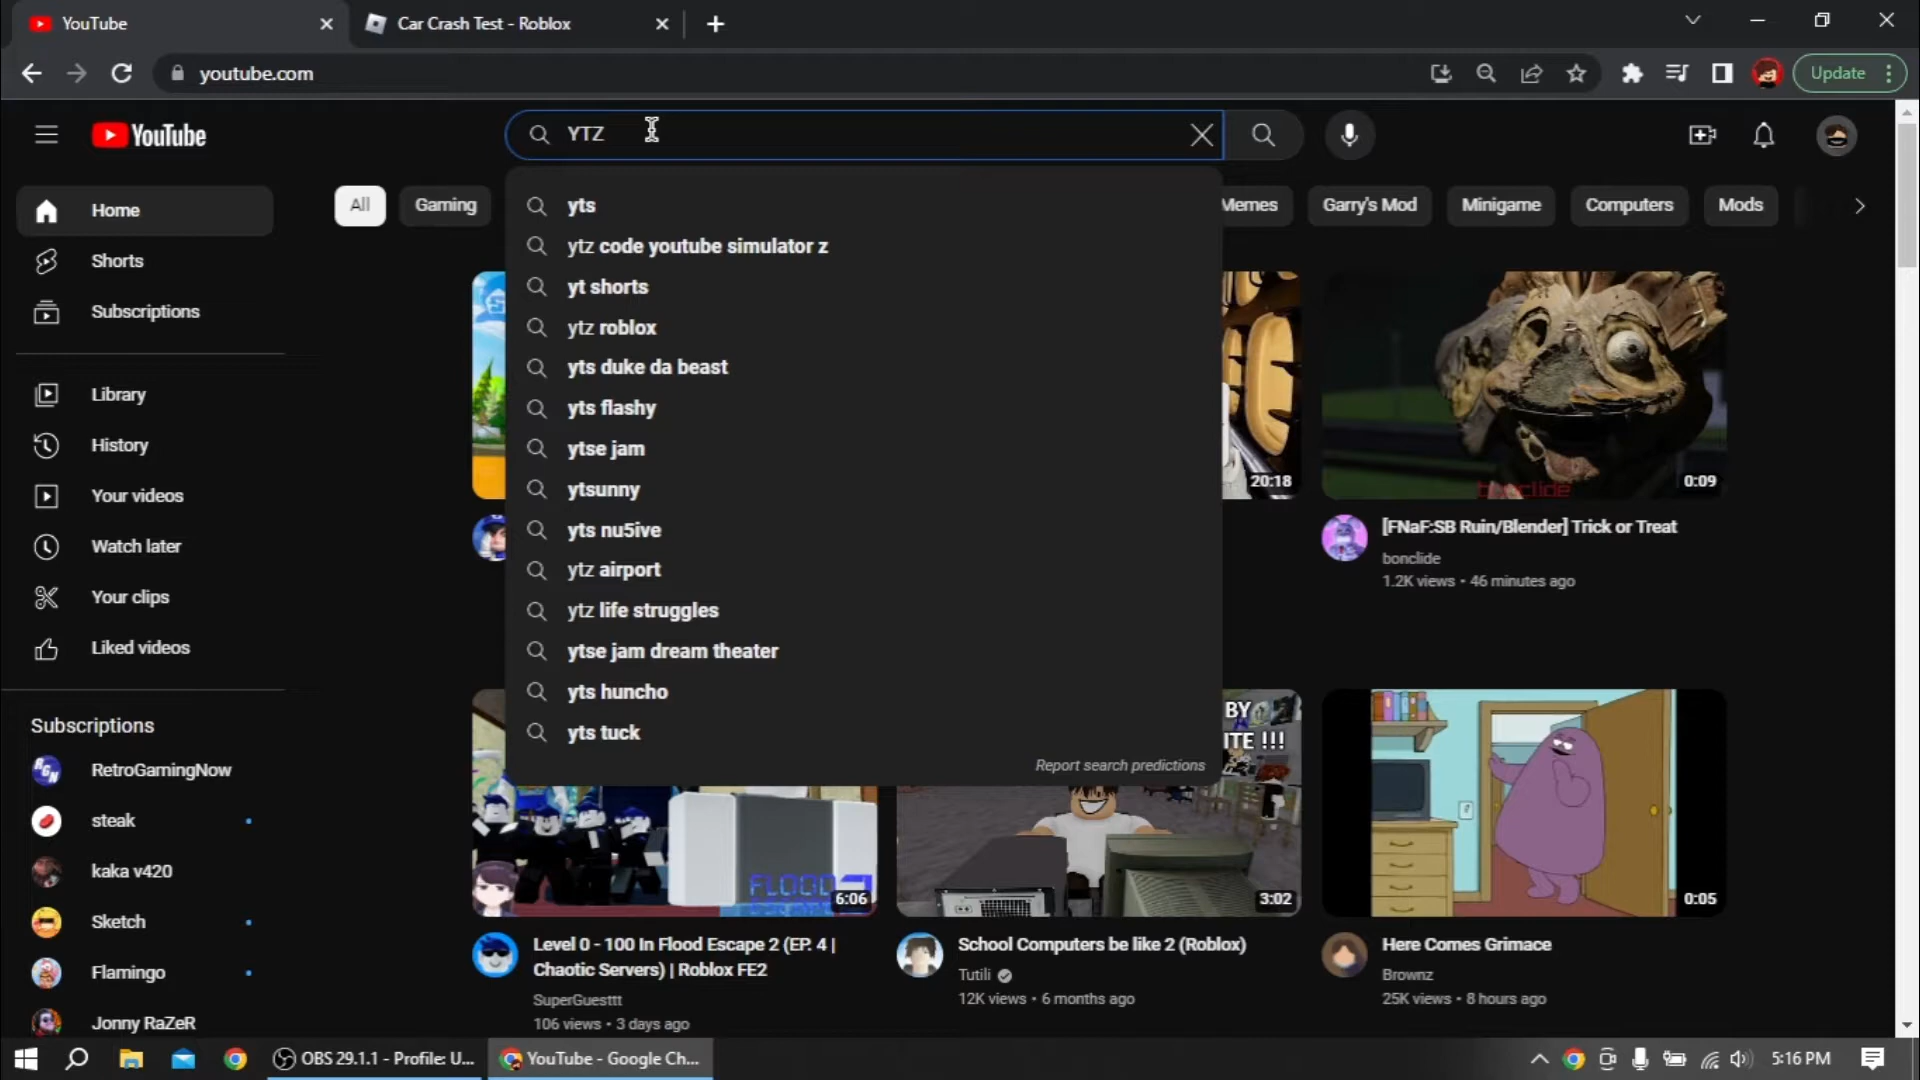 YouTube
Car Crash Test - Roblox
youtube.com
Update
YouTube
YTZ
Home
Shorts
Subscriptions
Library
History
Your videos
Watch later
Your clips
Liked videos
Subscriptions
RetroGamingNow
steak
kaka v420
Sketch
Flamingo
Jonny RaZeR
All
Gaming
Memes
Garry's Mod
Minigame
Computers
Mods
yts
ytz code youtube simulator z
yt shorts
ytz roblox
yts duke da beast
yts flashy
ytse jam
ytsunny
yts nu5ive
ytz airport
ytz life struggles
ytse jam dream theater
yts huncho
yts tuck
Report search predictions
20:18
bonclide
0:09
[FNaF:SB Ruin/Blender] Trick or Treat
bonclide
1.2K views • 46 minutes ago
FLOOD
6:06
Level 0 - 100 In Flood Escape 2 (EP. 4 |
Chaotic Servers) | Roblox FE2
SuperGuesttt
106 views • 3 days ago
BY
ITE !!!
3:02
School Computers be like 2 (Roblox)
Tutili
12K views • 6 months ago
0:05
Here Comes Grimace
Brownz
25K views • 8 hours ago
OBS 29.1.1 - Profile: U...
YouTube - Google Ch...
5:16 PM